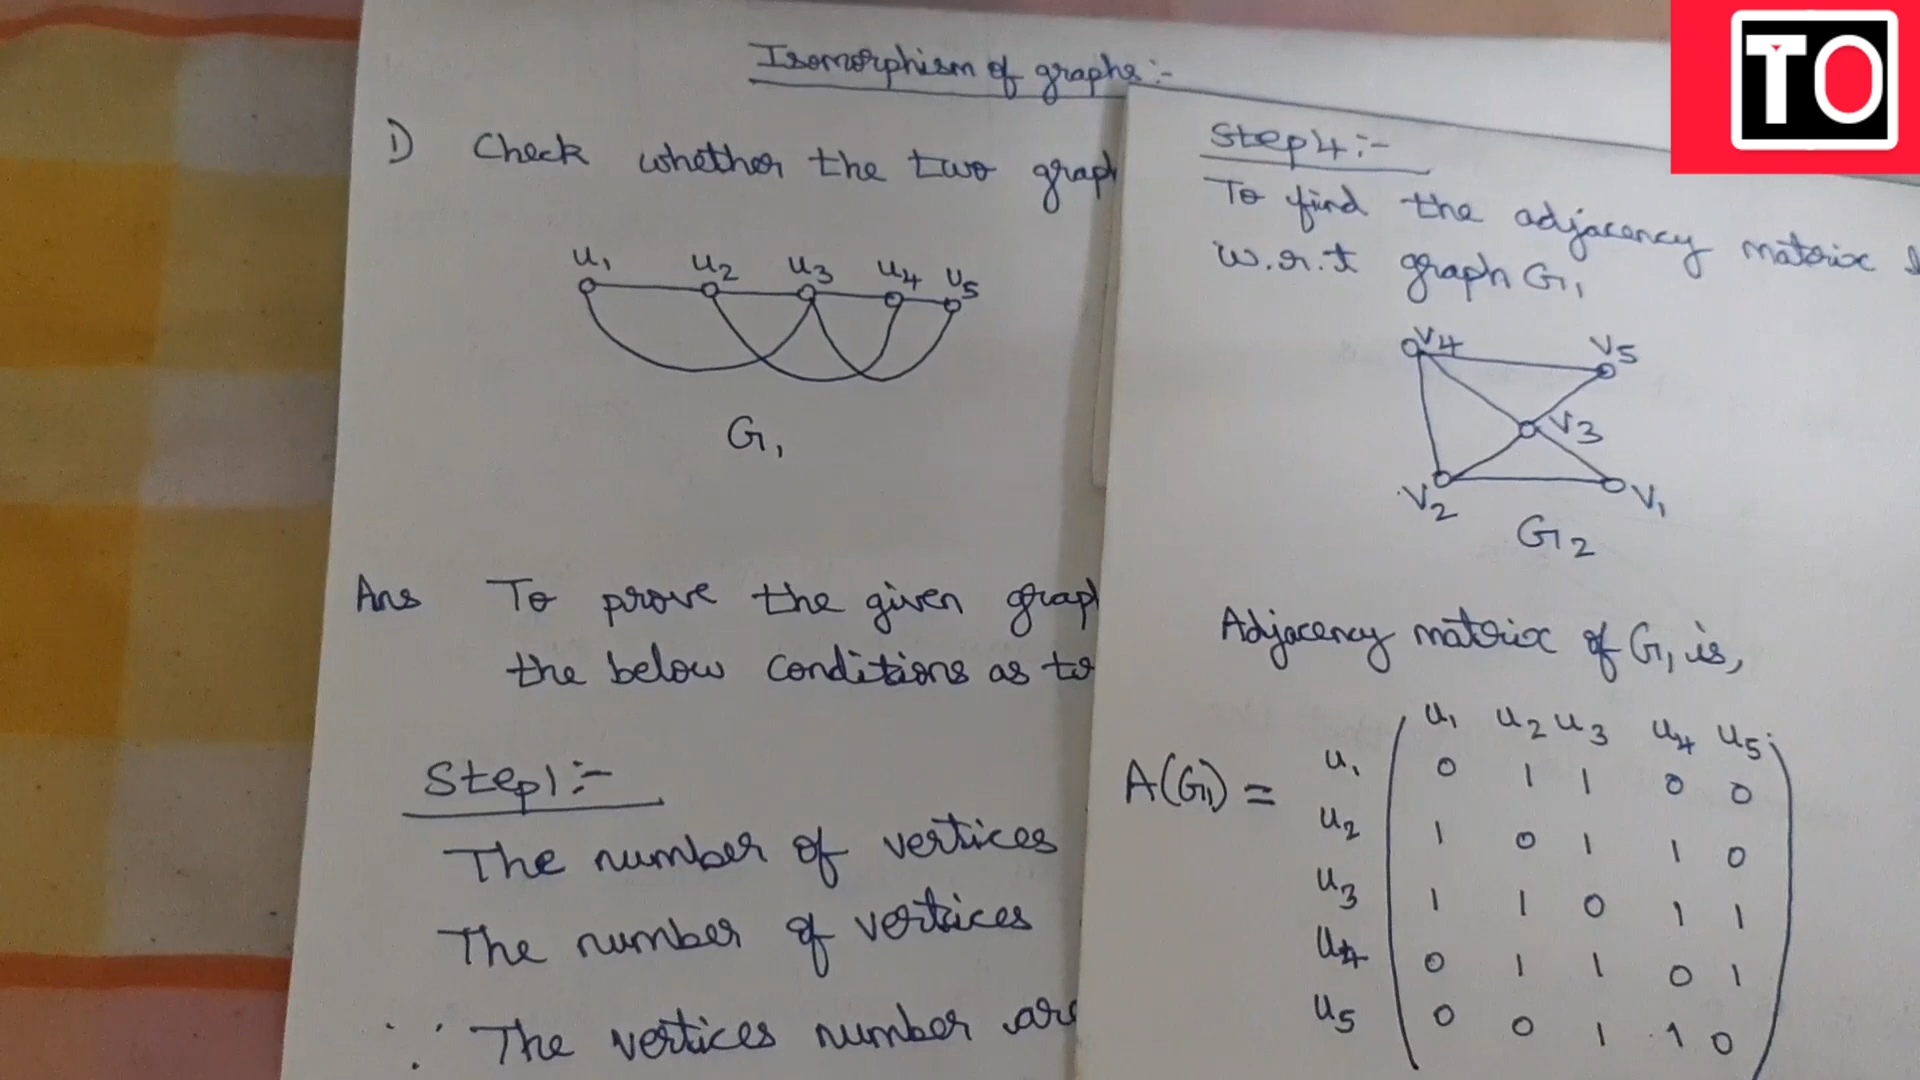 Isomorphism of graphs :-
1) Check whether the two graph
u1 u2 u3 u4 u5
G1
Ans To prove the given grap
the below conditions as to
Step1:-
The number of vertices
The number of vertices
∴ The vertices number are
TO
Step4:-
To find the adjacency matrix
w.r.t graph G1
V4 V5
V3
V2 V1
G2
Adjacency matrix of G1 is,
u1 u2 u3 u4 u5
A(G1) = u1 0 1 1 0 0
u2 1 0 1 1 0
u3 1 1 0 1 1
u4 0 1 1 0 1
u5 0 0 1 1 0